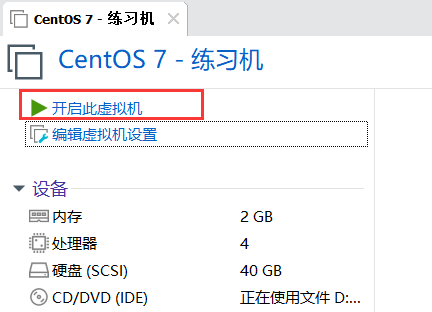 CentOS 7 - 练习机
CentOS 7 - 练习机
开启此虚拟机
编辑虚拟机设置
设备
内存 2 GB
处理器 4
硬盘 (SCSI) 40 GB
CD/DVD (IDE) 正在使用文件 D:...